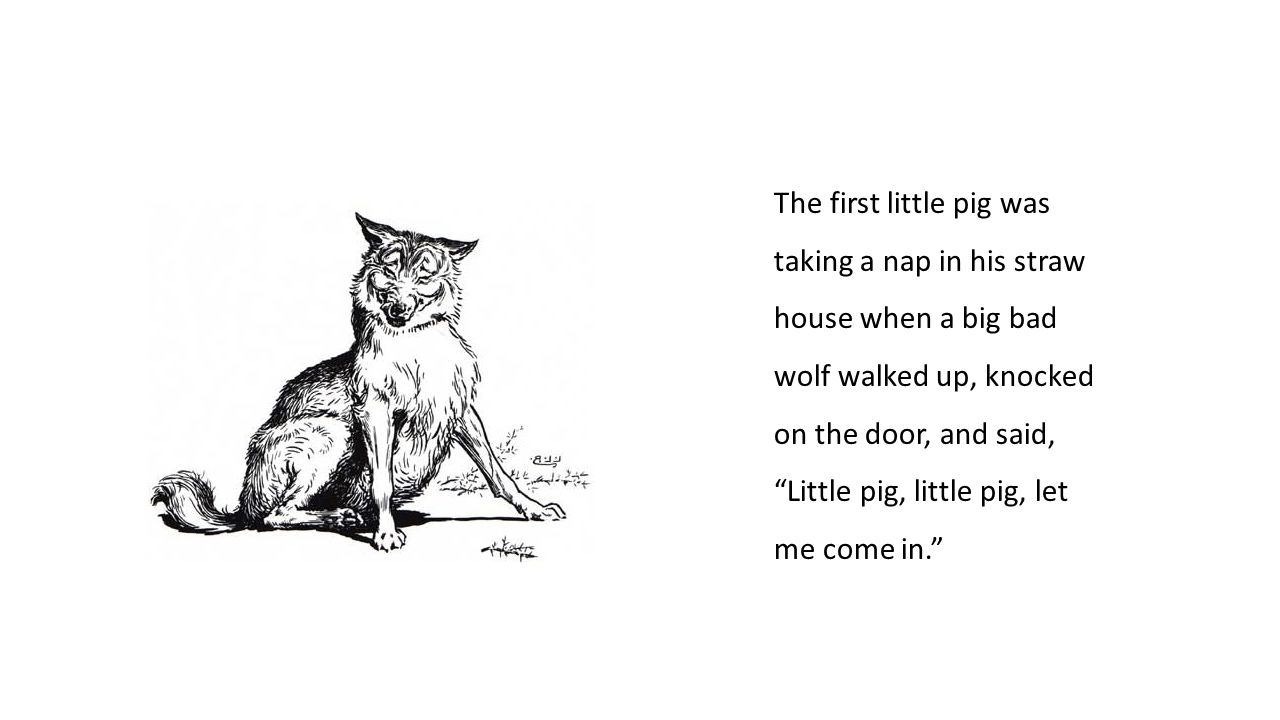 The first little pig was
taking a nap in his straw
house when a big bad
wolf walked up, knocked
on the door, and said,
“Little pig, little pig, let
me come in.”